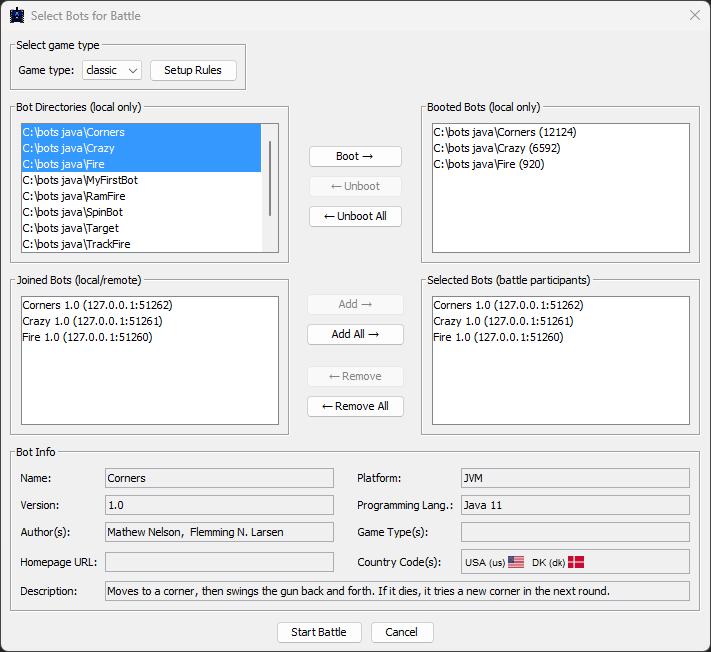 Select Bots for Battle
Select game type
Game type: classic Setup Rules
Bot Directories (local only)
C:\bots java\Corners
C:\bots java\Crazy
C:\bots java\Fire
C:\bots java\MyFirstBot
C:\bots java\RamFire
C:\bots java\SpinBot
C:\bots java\Target
C:\bots java\TrackFire
Boot →
← Unboot
← Unboot All
Booted Bots (local only)
C:\bots java\Corners (12124)
C:\bots java\Crazy (6592)
C:\bots java\Fire (920)
Joined Bots (local/remote)
Corners 1.0 (127.0.0.1:51262)
Crazy 1.0 (127.0.0.1:51261)
Fire 1.0 (127.0.0.1:51260)
Add →
Add All →
← Remove
← Remove All
Selected Bots (battle participants)
Corners 1.0 (127.0.0.1:51262)
Crazy 1.0 (127.0.0.1:51261)
Fire 1.0 (127.0.0.1:51260)
Bot Info
Name: Corners Platform: JVM
Version: 1.0 Programming Lang.: Java 11
Author(s): Mathew Nelson, Flemming N. Larsen Game Type(s):
Homepage URL: Country Code(s): USA (us) DK (dk)
Description: Moves to a corner, then swings the gun back and forth. If it dies, it tries a new corner in the next round.
Start Battle Cancel